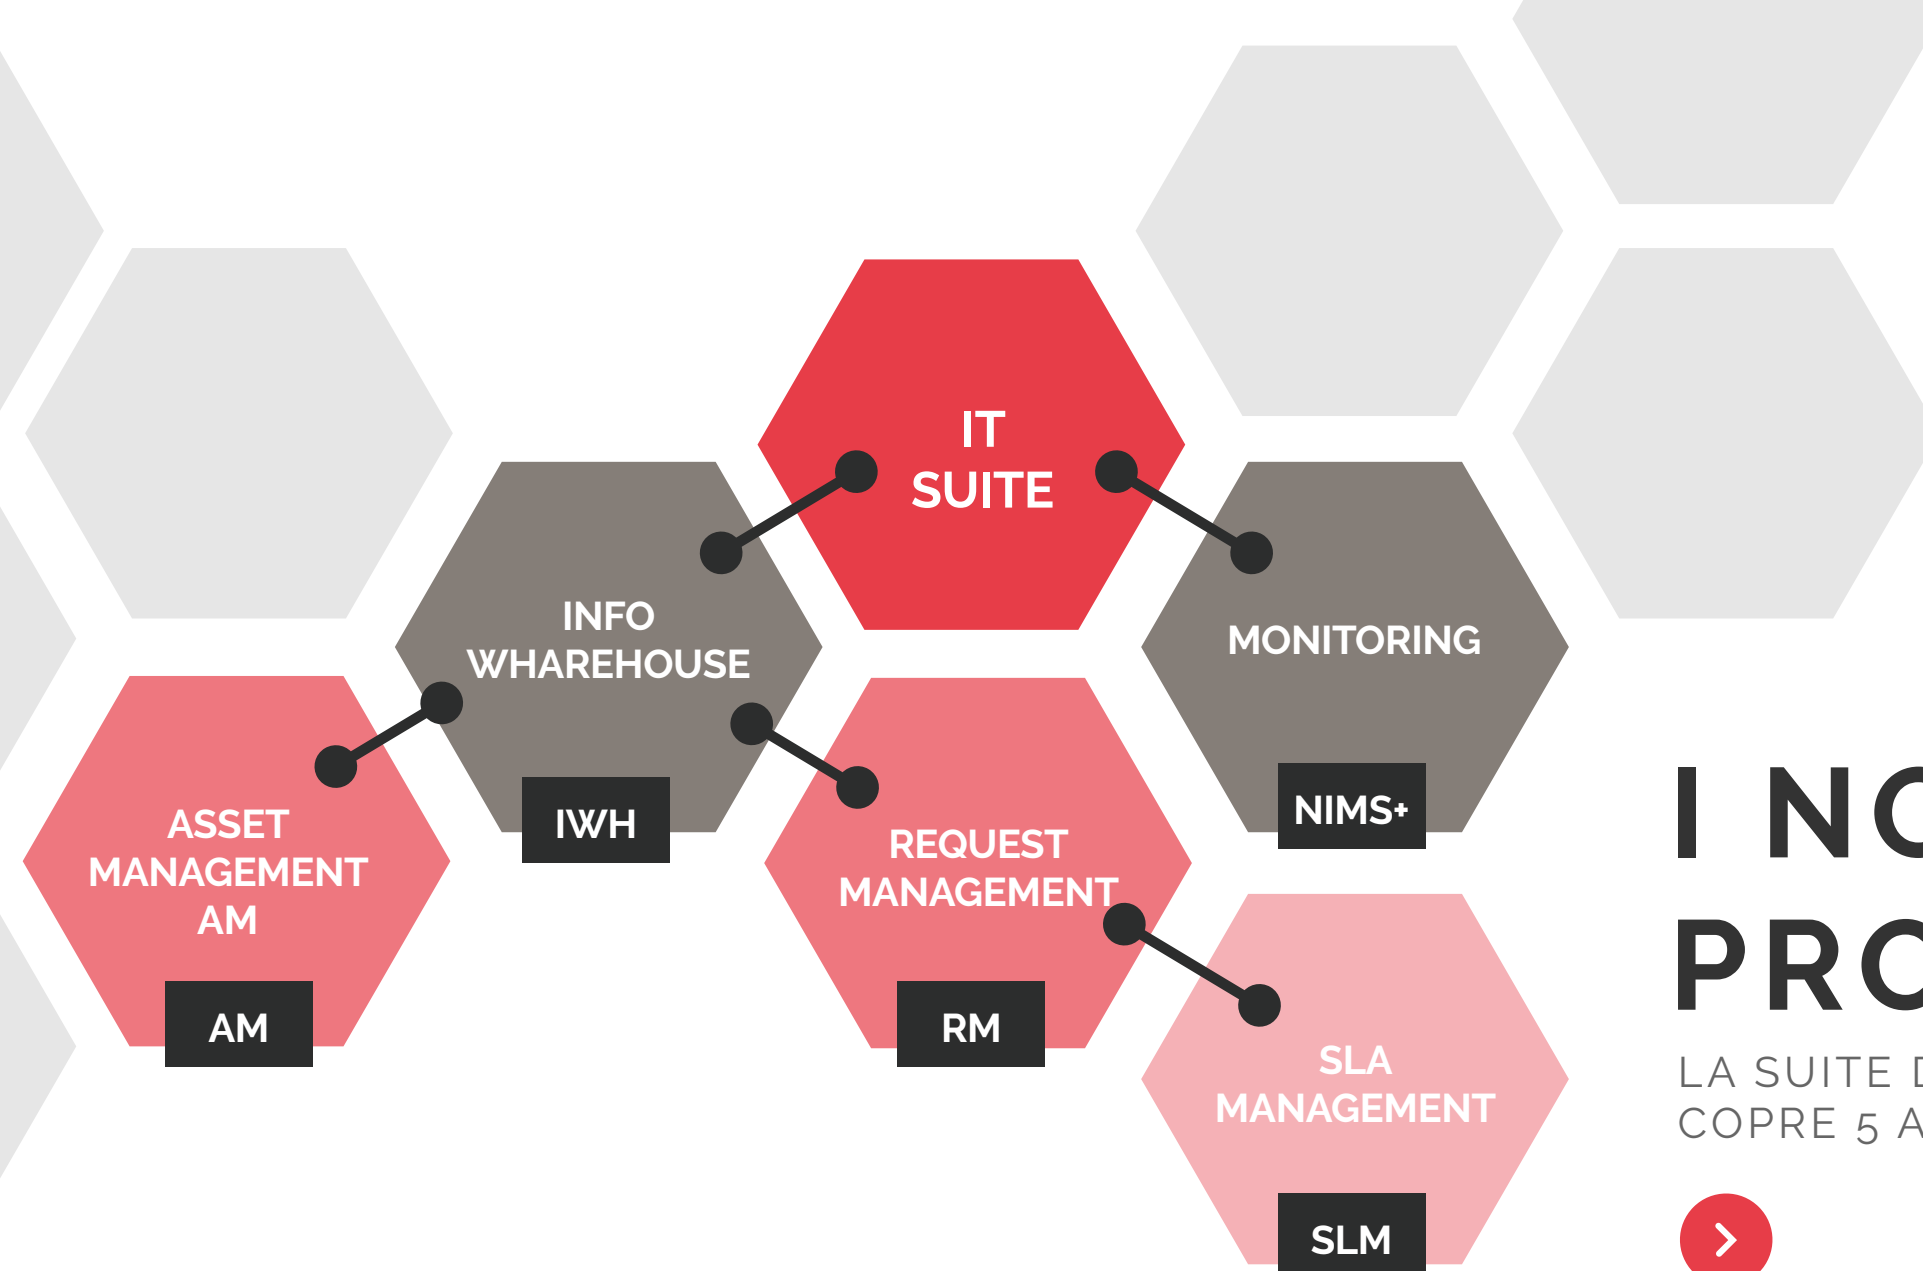 IT
SUITE
INFO
WHAREHOUSE
IWH
MONITORING
NIMS+
ASSET
MANAGEMENT
AM
AM
REQUEST
MANAGEMENT
RM
SLA
MANAGEMENT
SLM
I
LA SUITE
COPRE 5